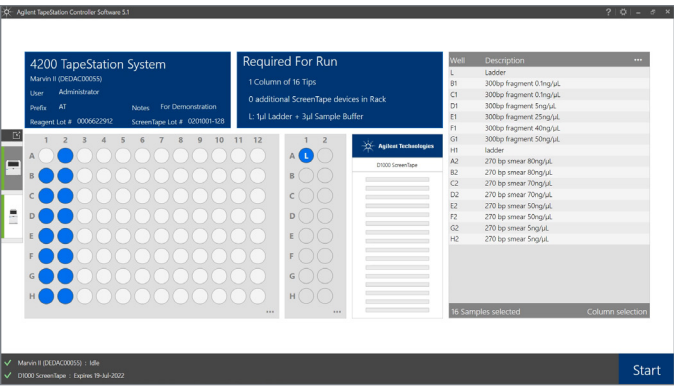 Agilent TapeStation Controller Software 5.1
4200 TapeStation System
Marvin II (DEDAC00055)
User Administrator
Prefix AT Notes For Demonstration
Reagent Lot # 0006622912 ScreenTape Lot # 0201001-128
Required For Run
1 Column of 16 Tips
0 additional ScreenTape devices in Rack
L: 1µl Ladder + 3µl Sample Buffer
1 2 3 4 5 6 7 8 9 10 11 12
A
B
C
D
E
F
G
H
1 2
A L
B
C
D
E
F
G
H
Agilent Technologies
D1000 ScreenTape
Well Description
L Ladder
B1 300bp fragment 0.1ng/µL
C1 300bp fragment 0.1ng/µL
D1 300bp fragment 5ng/µL
E1 300bp fragment 25ng/µL
F1 300bp fragment 40ng/µL
G1 300bp fragment 50ng/µL
H1 ladder
A2 270 bp smear 80ng/µL
B2 270 bp smear 80ng/µL
C2 270 bp smear 70ng/µL
D2 270 bp smear 70ng/µL
E2 270 bp smear 50ng/µL
F2 270 bp smear 50ng/µL
G2 270 bp smear 5ng/µL
H2 270 bp smear 5ng/µL
16 Samples selected Column selection
Marvin II (DEDAC00055) : Idle
D1000 ScreenTape : Expires 19-Jul-2022
Start